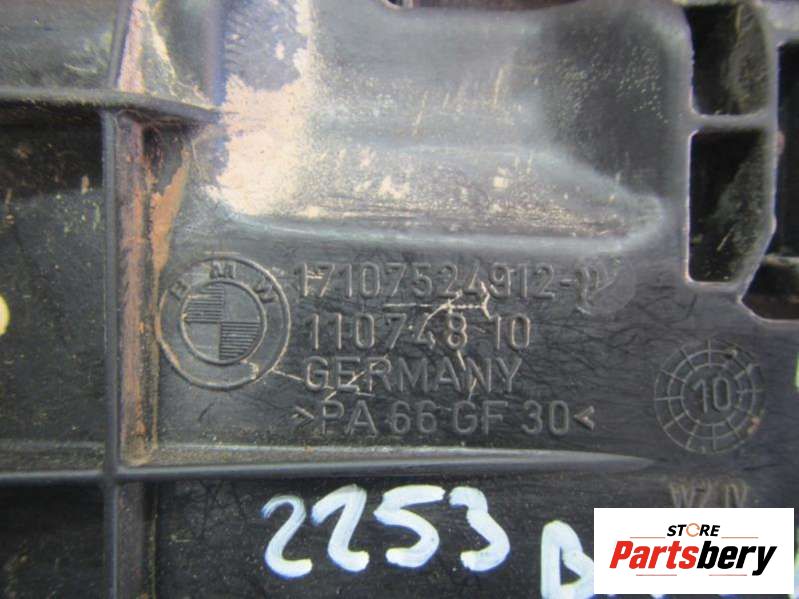 BMW
17107524912-
110748 10
GERMANY
>PA 66 GF 30<
10
2253
STORE
Partsbery